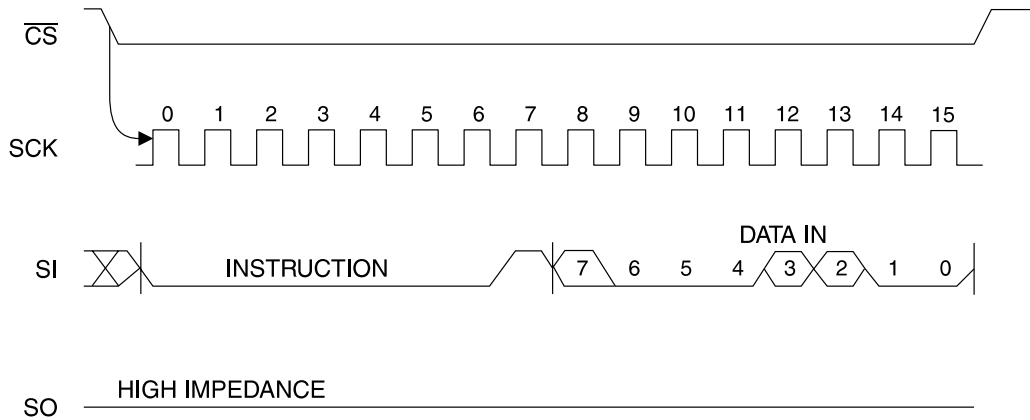 CS
0 1 2 3 4 5 6 7 8 9 10 11 12 13 14 15
SCK
DATA IN
SI INSTRUCTION 7 6 5 4 3 2 1 0
HIGH IMPEDANCE
SO